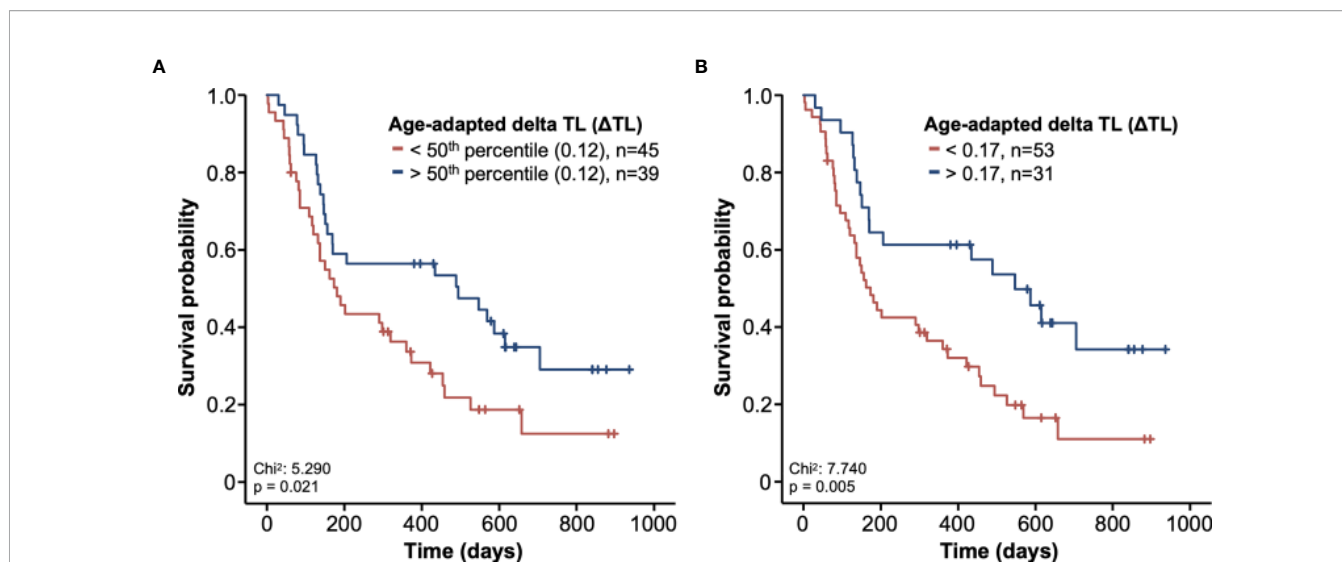 A
Survival probability
1.0
0.8
0.6
0.4
0.2
0
Age-adapted delta TL (ΔTL)
< 50th percentile (0.12), n=45
> 50th percentile (0.12), n=39
Chi²: 5.290
p = 0.021
0 200 400 600 800 1000
Time (days)
B
Survival probability
1.0
0.8
0.6
0.4
0.2
0
Age-adapted delta TL (ΔTL)
< 0.17, n=53
> 0.17, n=31
Chi²: 7.740
p = 0.005
0 200 400 600 800 1000
Time (days)